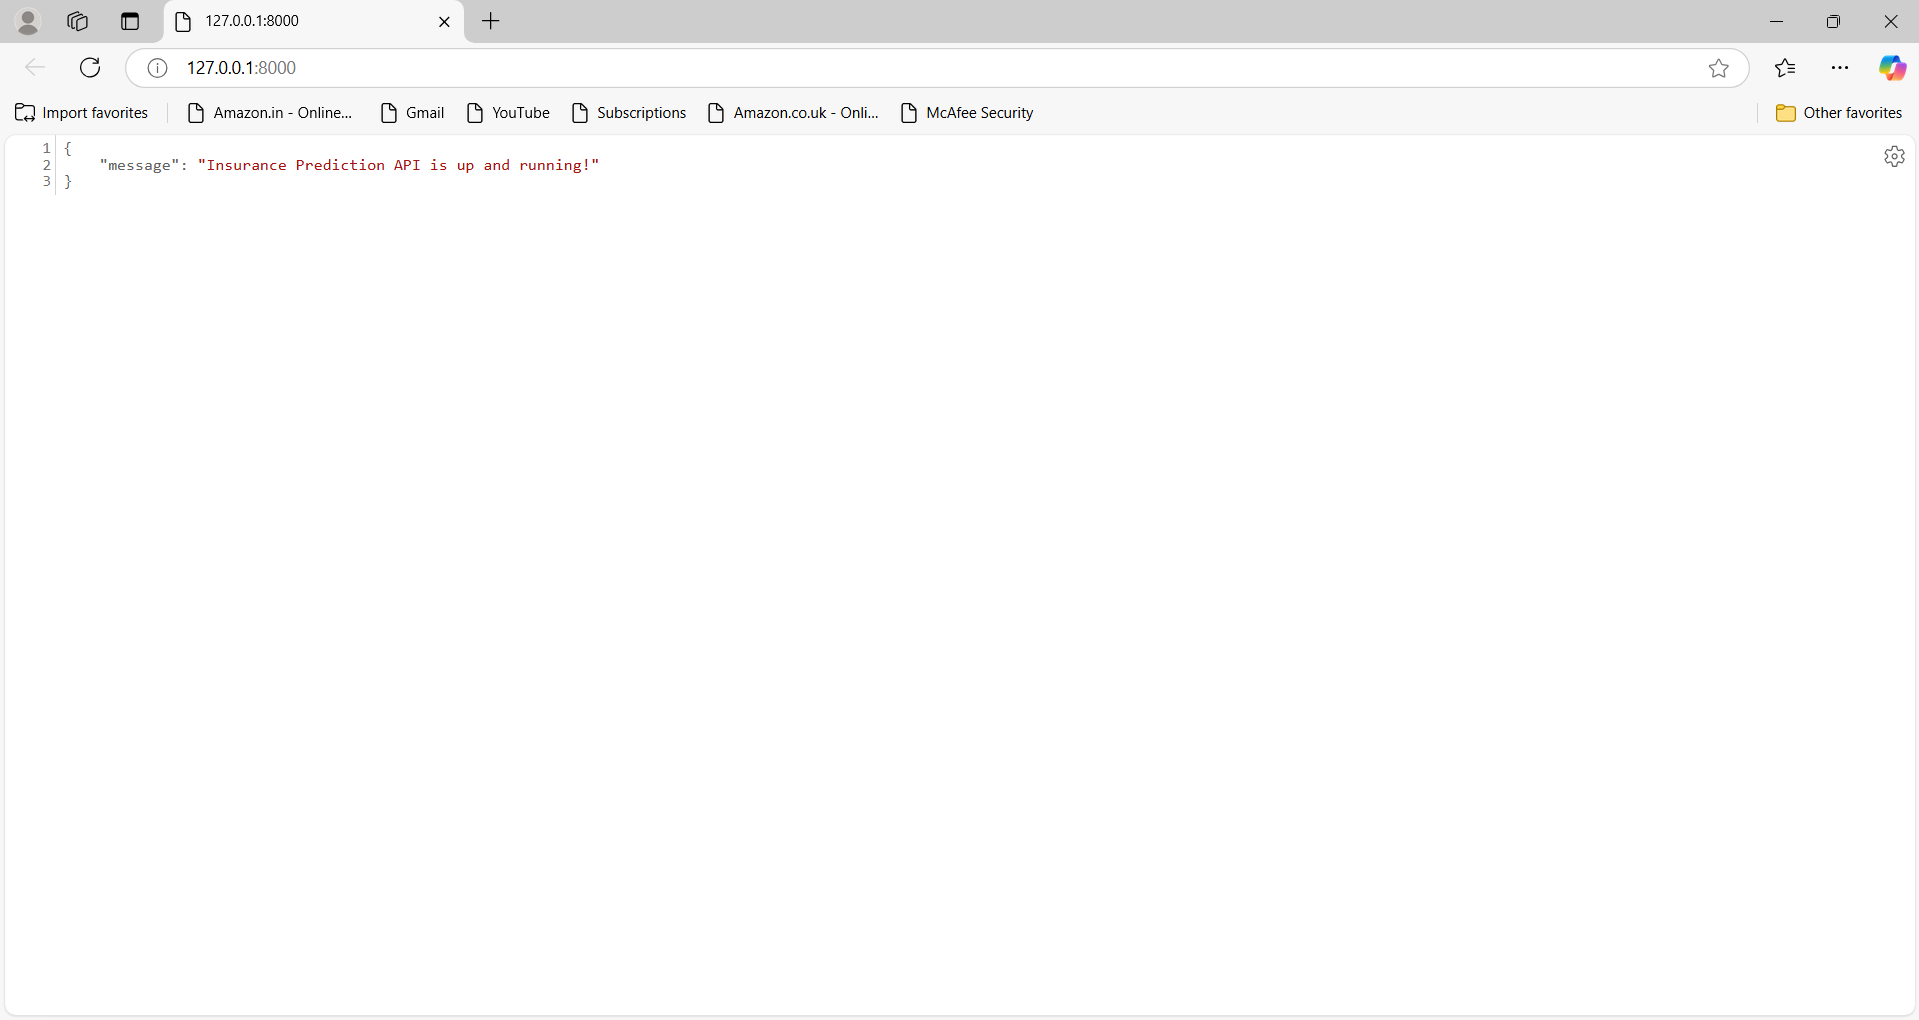 127.0.0.1:8000
127.0.0.1:8000
Import favorites Amazon.in - Online... Gmail YouTube Subscriptions Amazon.co.uk - Onli... McAfee Security Other favorites
1 {
2 "message": "Insurance Prediction API is up and running!"
3 }